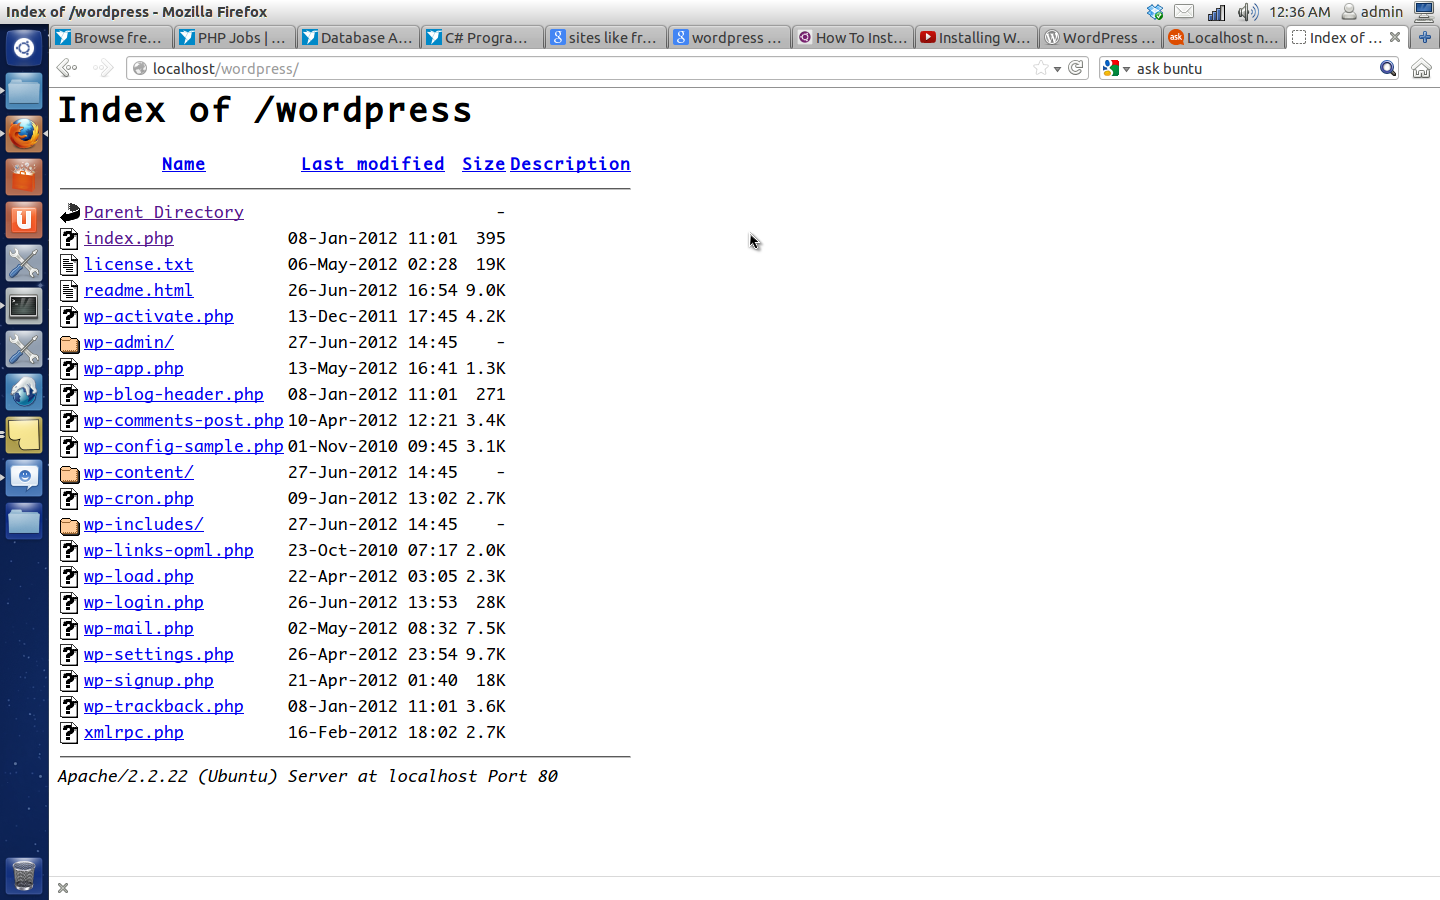 Index of /wordpress - Mozilla Firefox
12:36 AM admin
Browse fre...
PHP Jobs | ...
Database A...
C# Progra...
sites like fr...
wordpress ...
How To Inst...
Installing W...
WordPress ...
Localhost n...
Index of ...
localhost/wordpress/
ask buntu
Index of /wordpress
Name Last modified Size Description
Parent Directory -
index.php 08-Jan-2012 11:01 395
license.txt 06-May-2012 02:28 19K
readme.html 26-Jun-2012 16:54 9.0K
wp-activate.php 13-Dec-2011 17:45 4.2K
wp-admin/ 27-Jun-2012 14:45 -
wp-app.php 13-May-2012 16:41 1.3K
wp-blog-header.php 08-Jan-2012 11:01 271
wp-comments-post.php 10-Apr-2012 12:21 3.4K
wp-config-sample.php 01-Nov-2010 09:45 3.1K
wp-content/ 27-Jun-2012 14:45 -
wp-cron.php 09-Jan-2012 13:02 2.7K
wp-includes/ 27-Jun-2012 14:45 -
wp-links-opml.php 23-Oct-2010 07:17 2.0K
wp-load.php 22-Apr-2012 03:05 2.3K
wp-login.php 26-Jun-2012 13:53 28K
wp-mail.php 02-May-2012 08:32 7.5K
wp-settings.php 26-Apr-2012 23:54 9.7K
wp-signup.php 21-Apr-2012 01:40 18K
wp-trackback.php 08-Jan-2012 11:01 3.6K
xmlrpc.php 16-Feb-2012 18:02 2.7K
Apache/2.2.22 (Ubuntu) Server at localhost Port 80